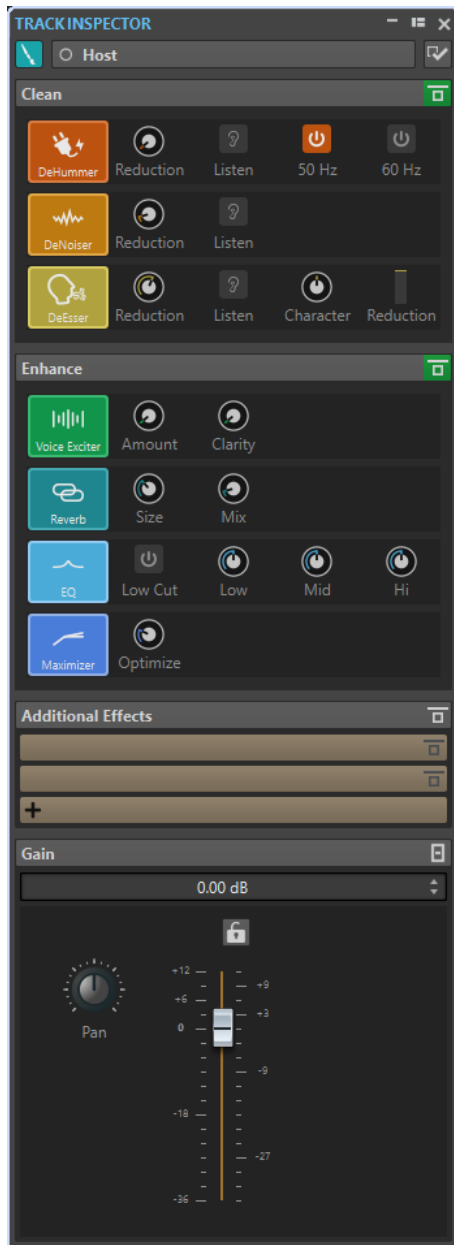 TRACK INSPECTOR
Host
Clean
DeHummer Reduction Listen 50 Hz 60 Hz
DeNoiser Reduction Listen
DeEsser Reduction Listen Character Reduction
Enhance
Voice Exciter Amount Clarity
Reverb Size Mix
EQ Low Cut Low Mid Hi
Maximizer Optimize
Additional Effects
+
Gain
0.00 dB
+12
+9
+6
+3
Pan 0
-9
-18
-27
-36